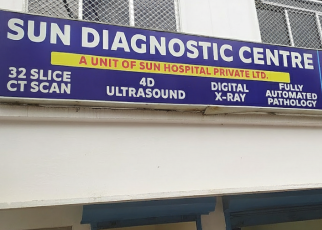 SUN DIAGNOSTIC CENTRE
A UNIT OF SUN HOSPITAL PRIVATE LTD.
32 SLICE CT SCAN
4D ULTRASOUND
DIGITAL X-RAY
FULLY AUTOMATED PATHOLOGY